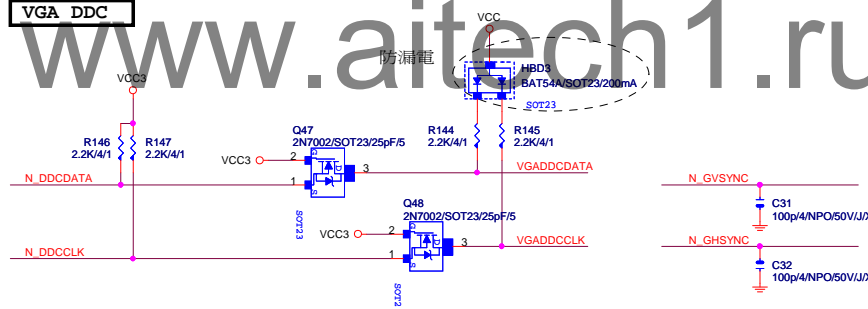 VGA DDC
www.aitech1.ru
VCC
防漏電
VCC3
HBD3
BAT54A/SOT23/200mA
SOT23
R146
2.2K/4/1
R147
2.2K/4/1
Q47
2N7002/SOT23/25pF/5
R144
2.2K/4/1
R145
2.2K/4/1
VCC3
2
G
D
S
3
1
N_DDCDATA
VGADDCDATA
SOT23
Q48
2N7002/SOT23/25pF/5
VCC3
2
G
D
S
3
1
N_DDCCLK
VGADDCCLK
SOT2
N_GVSYNC
C31
100p/4/NPO/50V/J/X
N_GHSYNC
C32
100p/4/NPO/50V/J/X